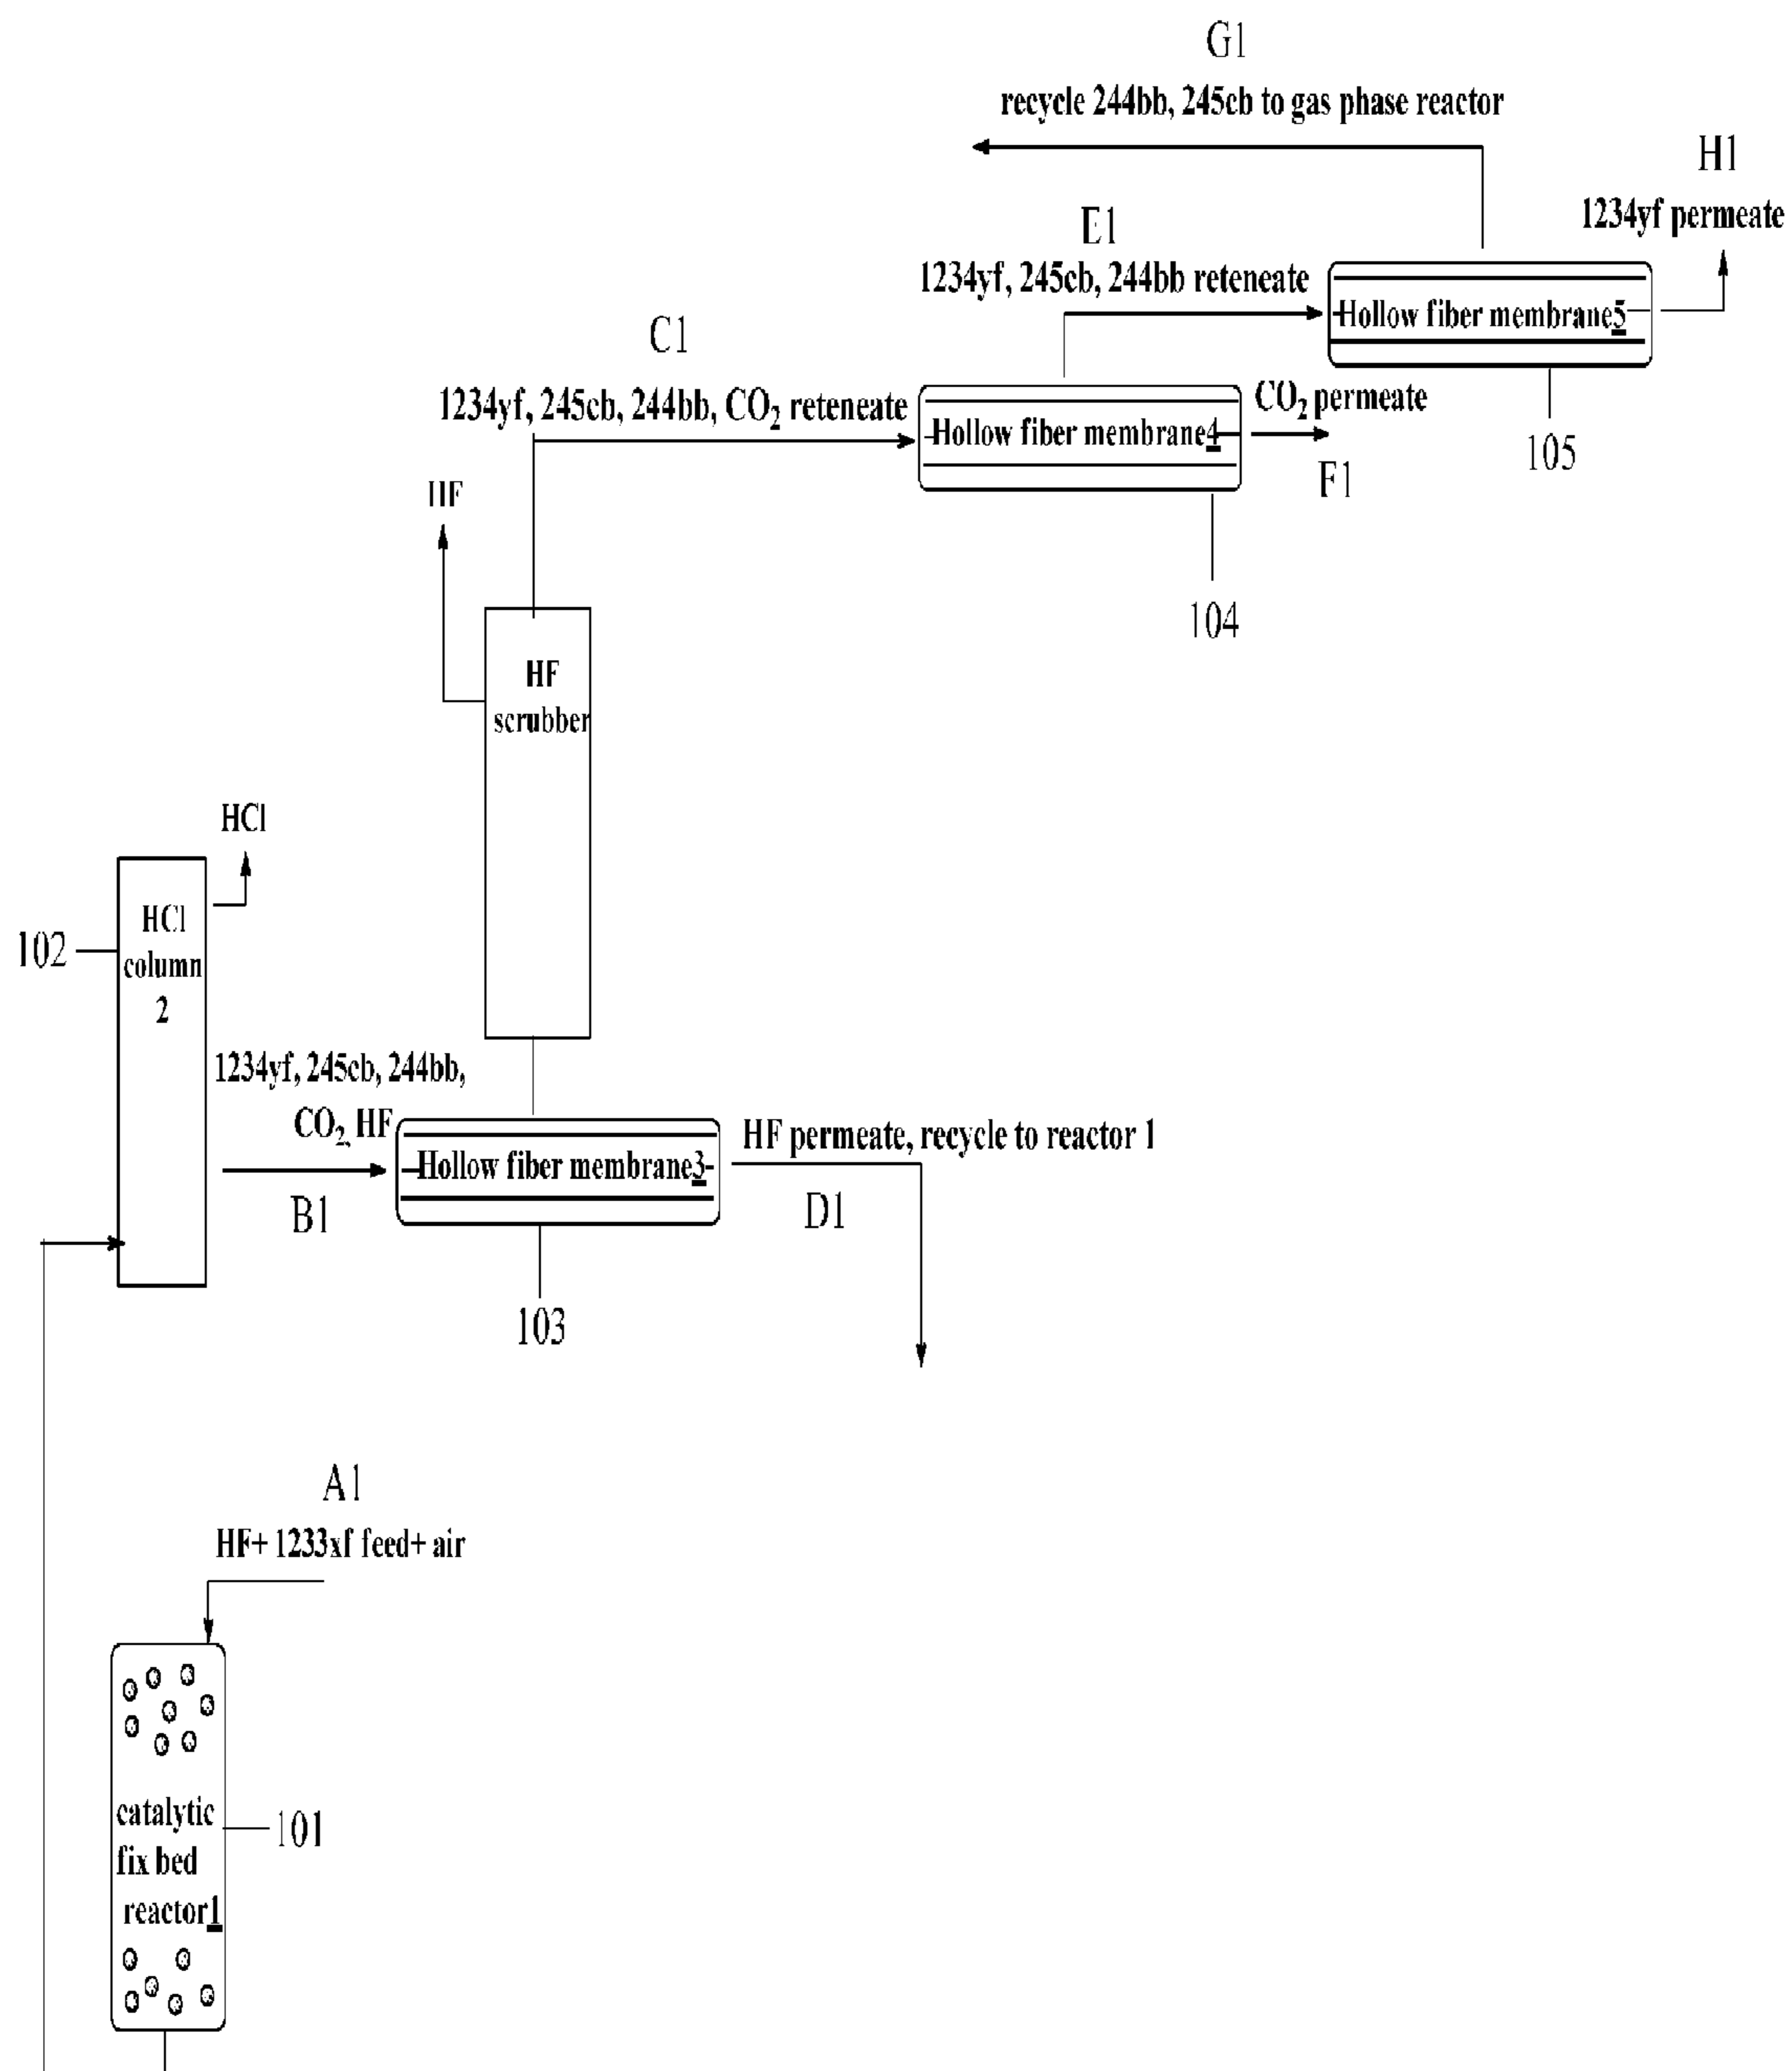 G1
recycle 244bb, 245cb to gas phase reactor
H1
1234yf permeate
E1
1234yf, 245cb, 244bb reteneate
Hollow fiber membrane5
C1
1234yf, 245cb, 244bb, CO₂ reteneate
Hollow fiber membrane4
CO₂ permeate
105
F1
HF
104
HF
scrubber
HCl
HCl
column
2
102
1234yf, 245cb, 244bb,
CO₂, HF
Hollow fiber membrane3
HF permeate, recycle to reactor 1
B1
D1
103
A1
HF+ 1233xf feed+ air
catalytic
fix bed
reactor1
101